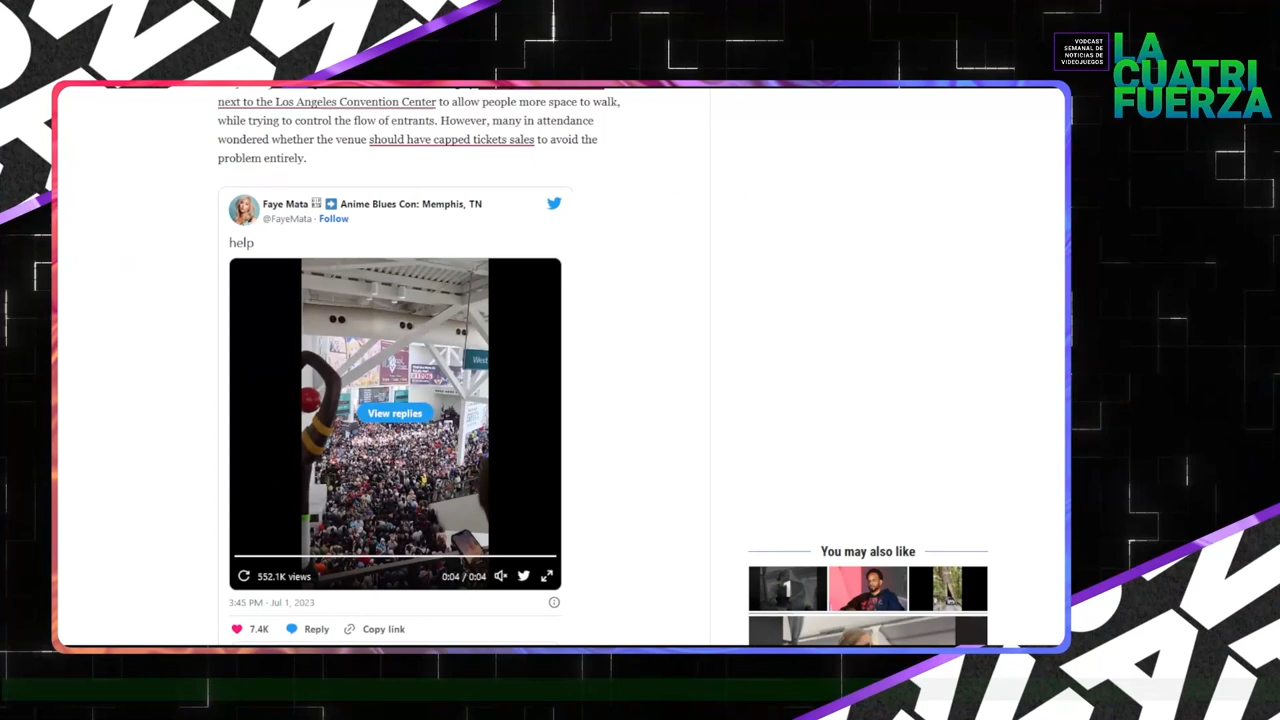 VODCAST
SEMANAL DE
NOTICIAS DE
VIDEOJUEGOS
LA
CUATRI
FUERZA
next to the Los Angeles Convention Center to allow people more space to walk,
while trying to control the flow of entrants. However, many in attendance
wondered whether the venue should have capped tickets sales to avoid the
problem entirely.
Faye Mata ➡️ Anime Blues Con: Memphis, TN
@FayeMata · Follow
help
West
View replies
552.1K views
0:04 / 0:04
3:45 PM · Jul 1, 2023
7.4K Reply Copy link
You may also like
1